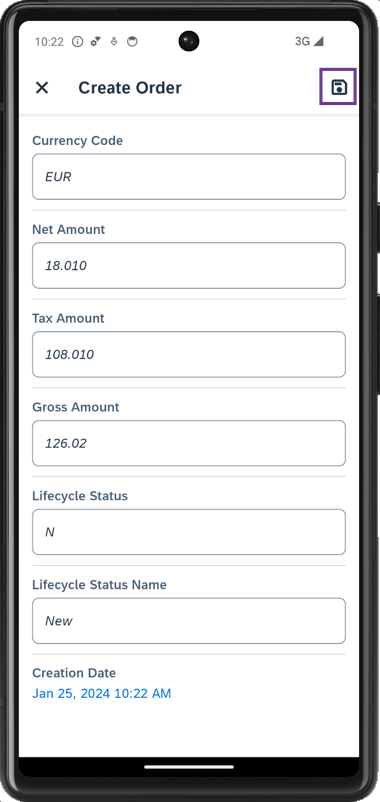 10:22 3G
Create Order
Currency Code
EUR
Net Amount
18.010
Tax Amount
108.010
Gross Amount
126.02
Lifecycle Status
N
Lifecycle Status Name
New
Creation Date
Jan 25, 2024 10:22 AM